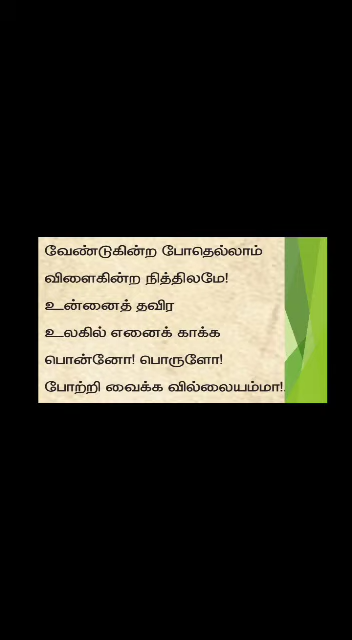 வேண்டுகின்ற போதெல்லாம்
விளைகின்ற நித்திலமே!
உன்னைத் தவிர
உலகில் எனைக் காக்க
பொன்னோ! பொருளோ!
போற்றி வைக்க வில்லையம்மா!.